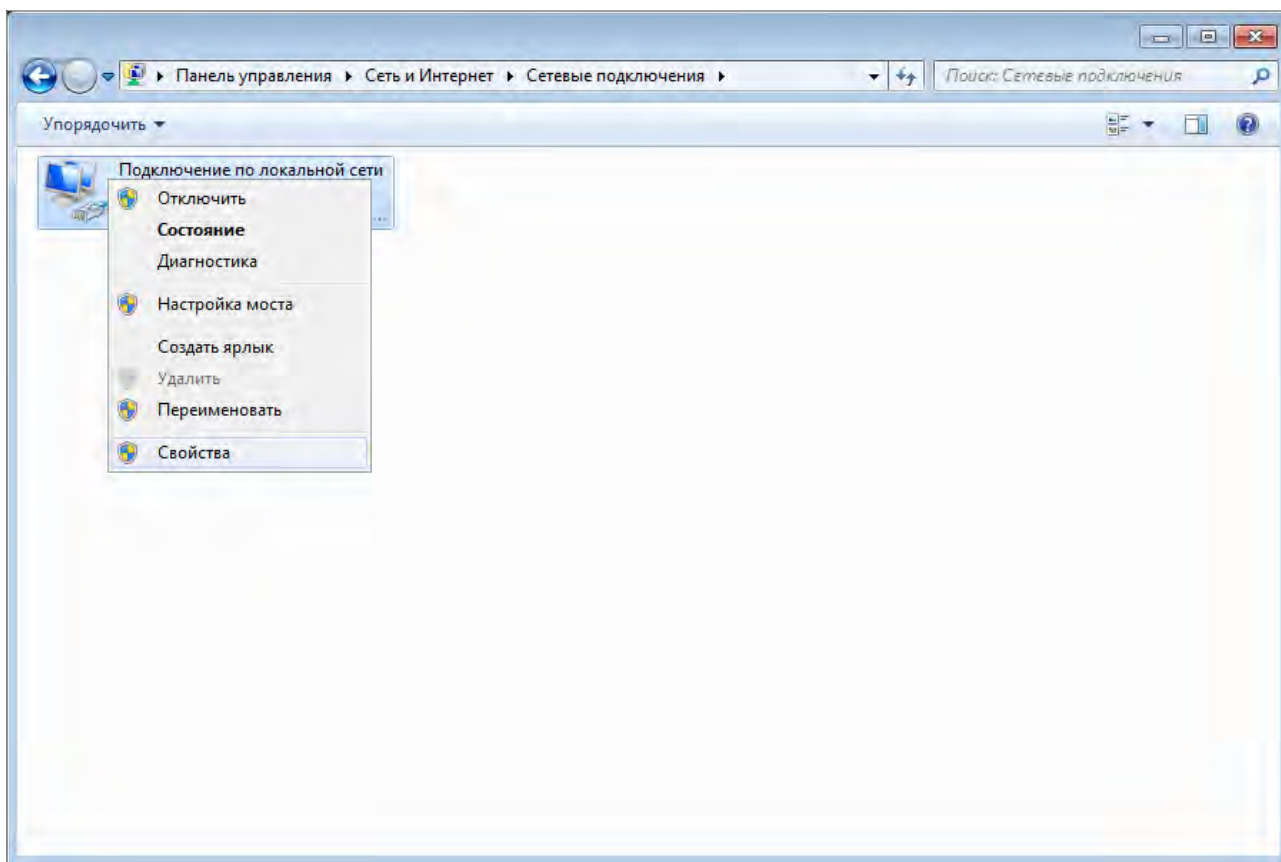 Панель управления ▸ Сеть и Интернет ▸ Сетевые подключения ▸
Поиск: Сетевые подключения
Упорядочить
Подключение по локальной сети
Отключить
...
Состояние
Диагностика
Настройка моста
Создать ярлык
Удалить
Переименовать
Свойства